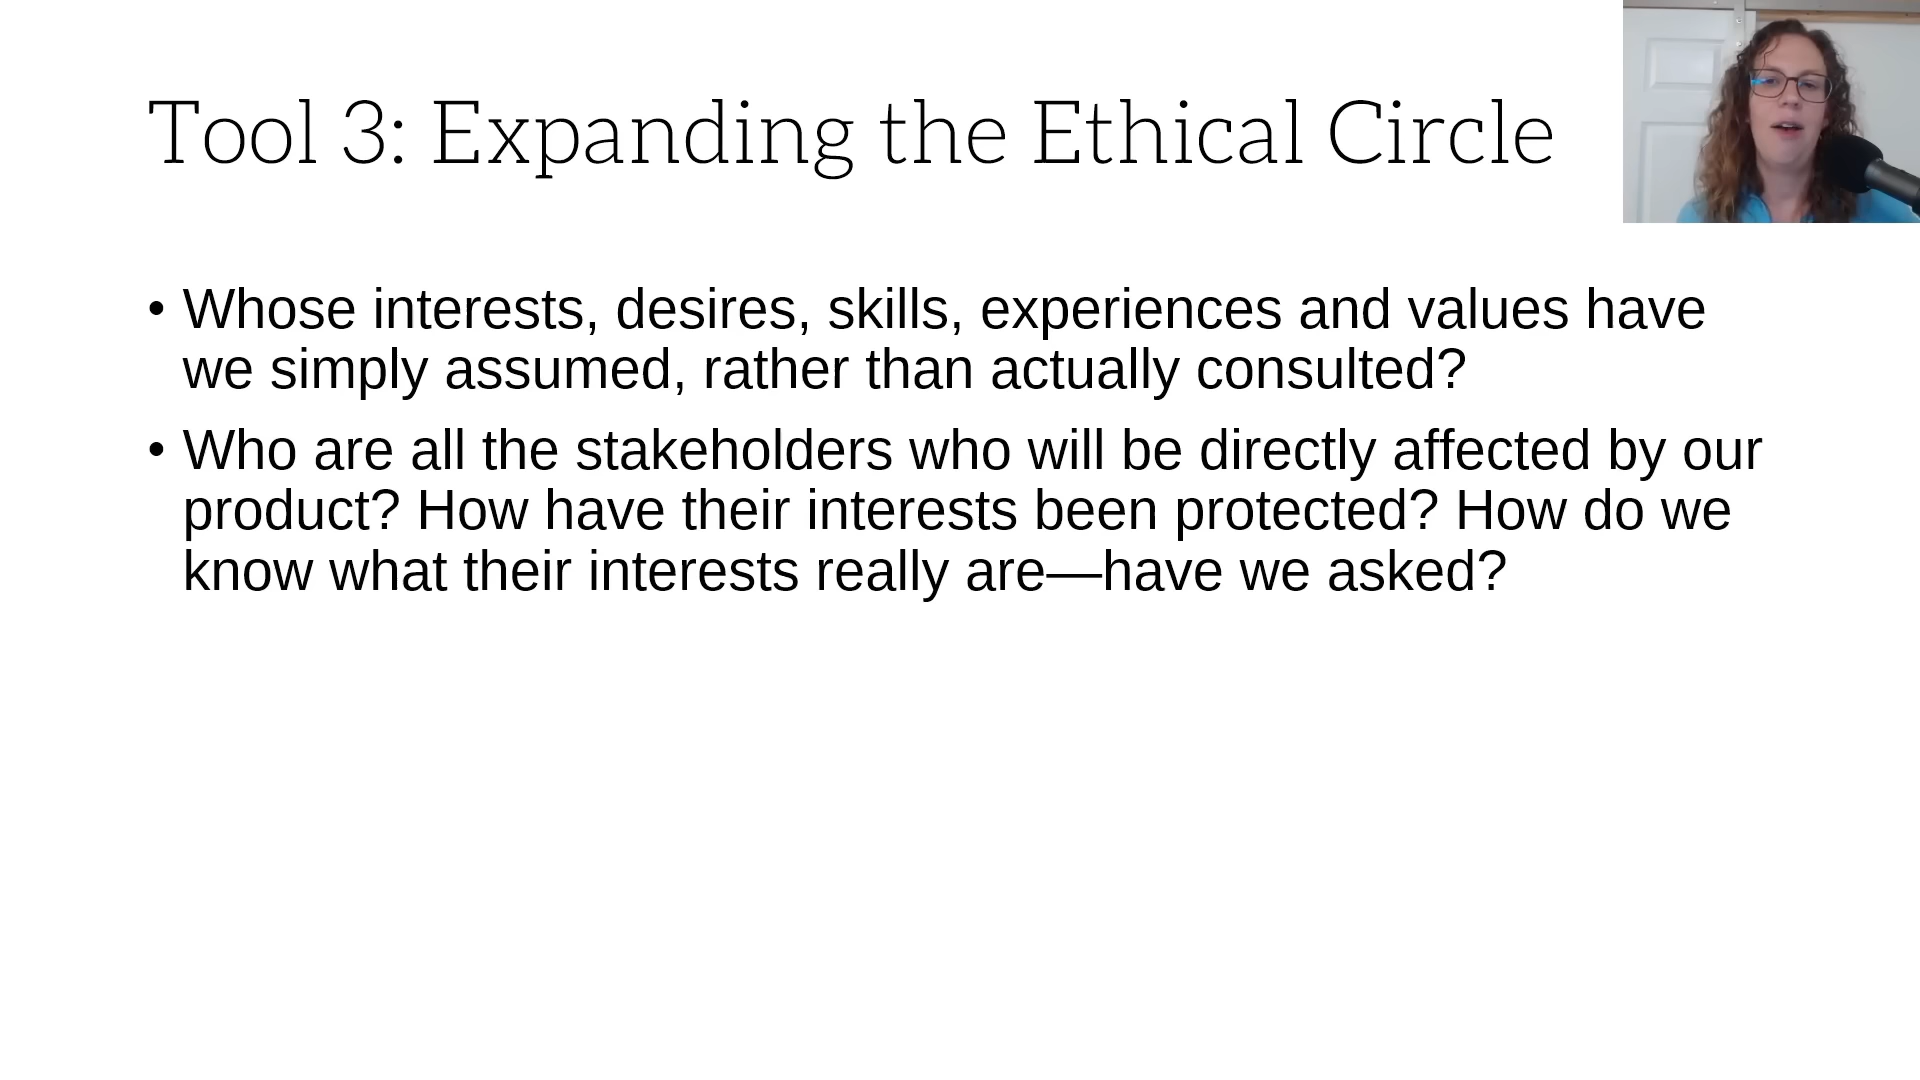 Tool 3: Expanding the Ethical Circle
• Whose interests, desires, skills, experiences and values have
we simply assumed, rather than actually consulted?
• Who are all the stakeholders who will be directly affected by our
product? How have their interests been protected? How do we
know what their interests really are—have we asked?